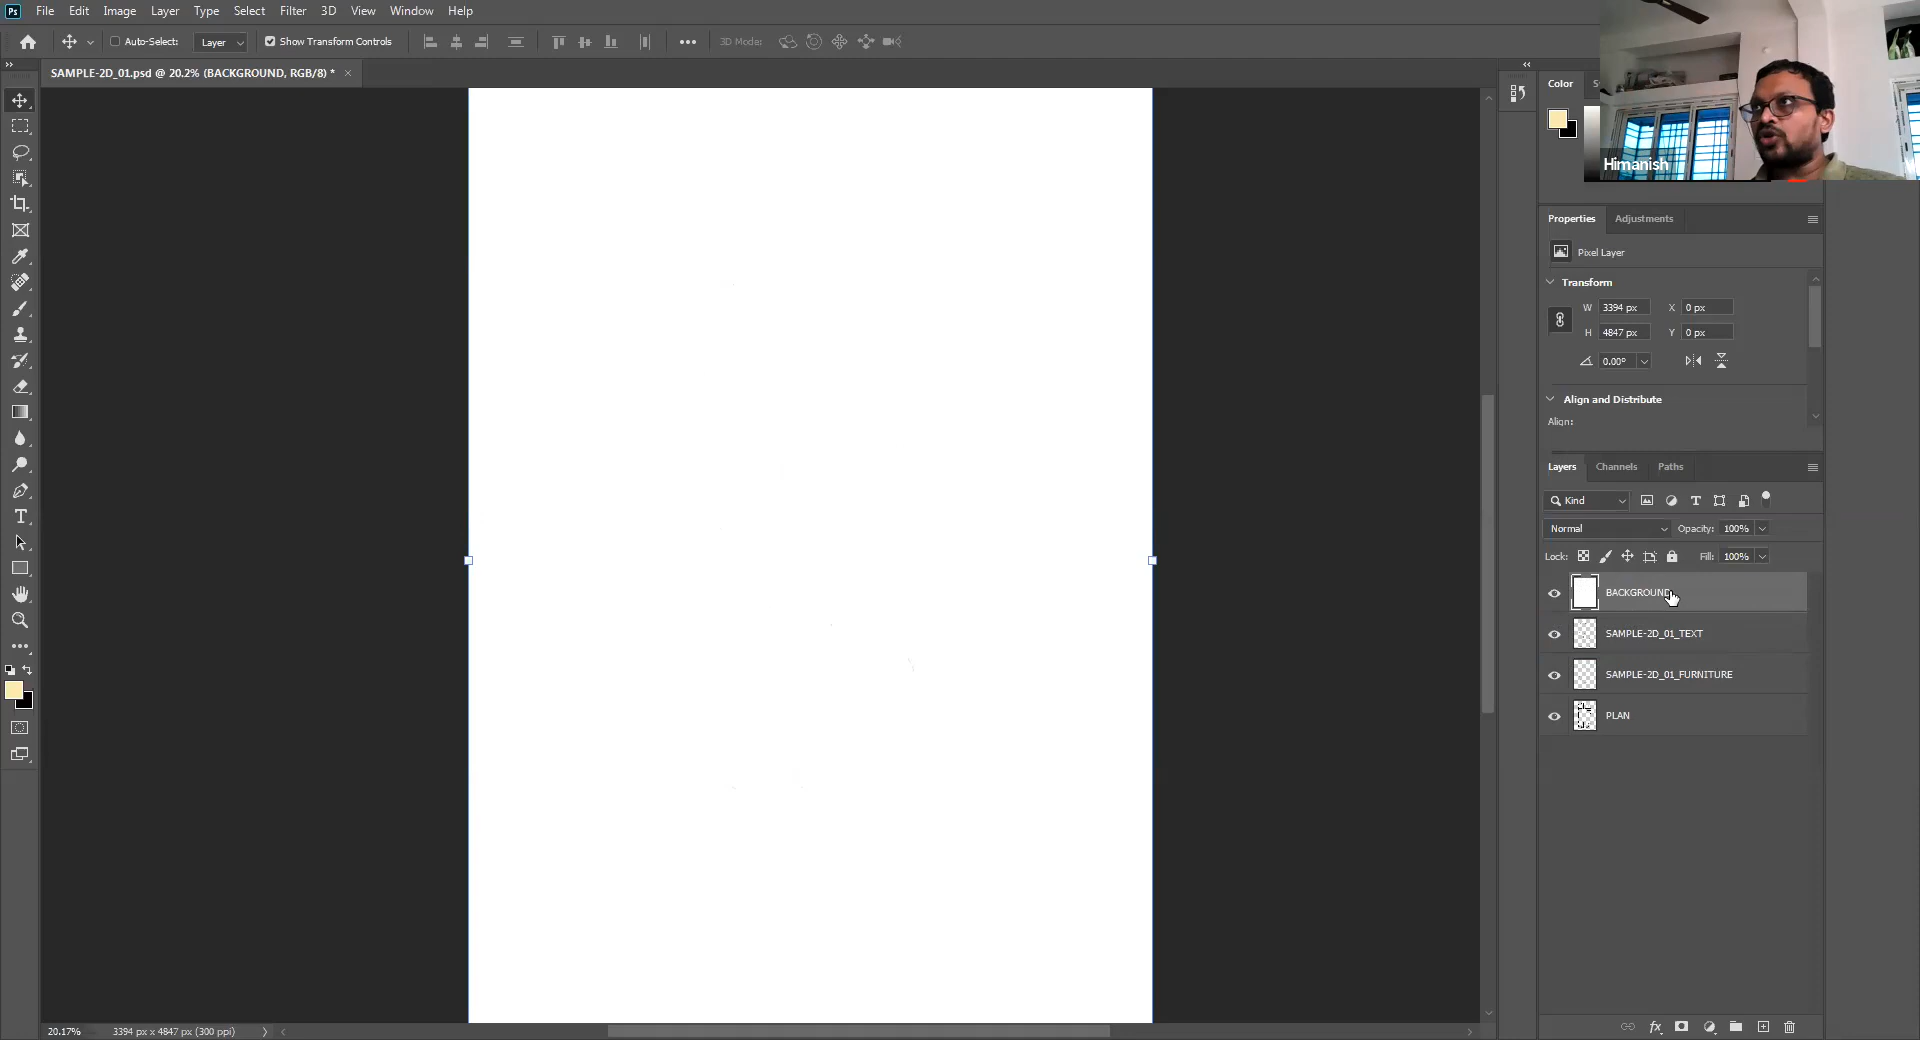 Ps File Edit Image Layer Type Select Filter 3D View Window Help
Auto-Select: Layer Show Transform Controls 3D Mode:
SAMPLE-2D_01.psd @ 20.2% (BACKGROUND, RGB/8) *
Color
Himanish
Properties Adjustments
Pixel Layer
Transform
W 3394 px X 0 px
H 4847 px Y 0 px
0.00°
Align and Distribute
Align:
Layers Channels Paths
Kind
Normal Opacity: 100%
Lock: Fill: 100%
BACKGROUND
SAMPLE-2D_01_TEXT
SAMPLE-2D_01_FURNITURE
PLAN
20.17% 3394 px x 4847 px (300 ppi)